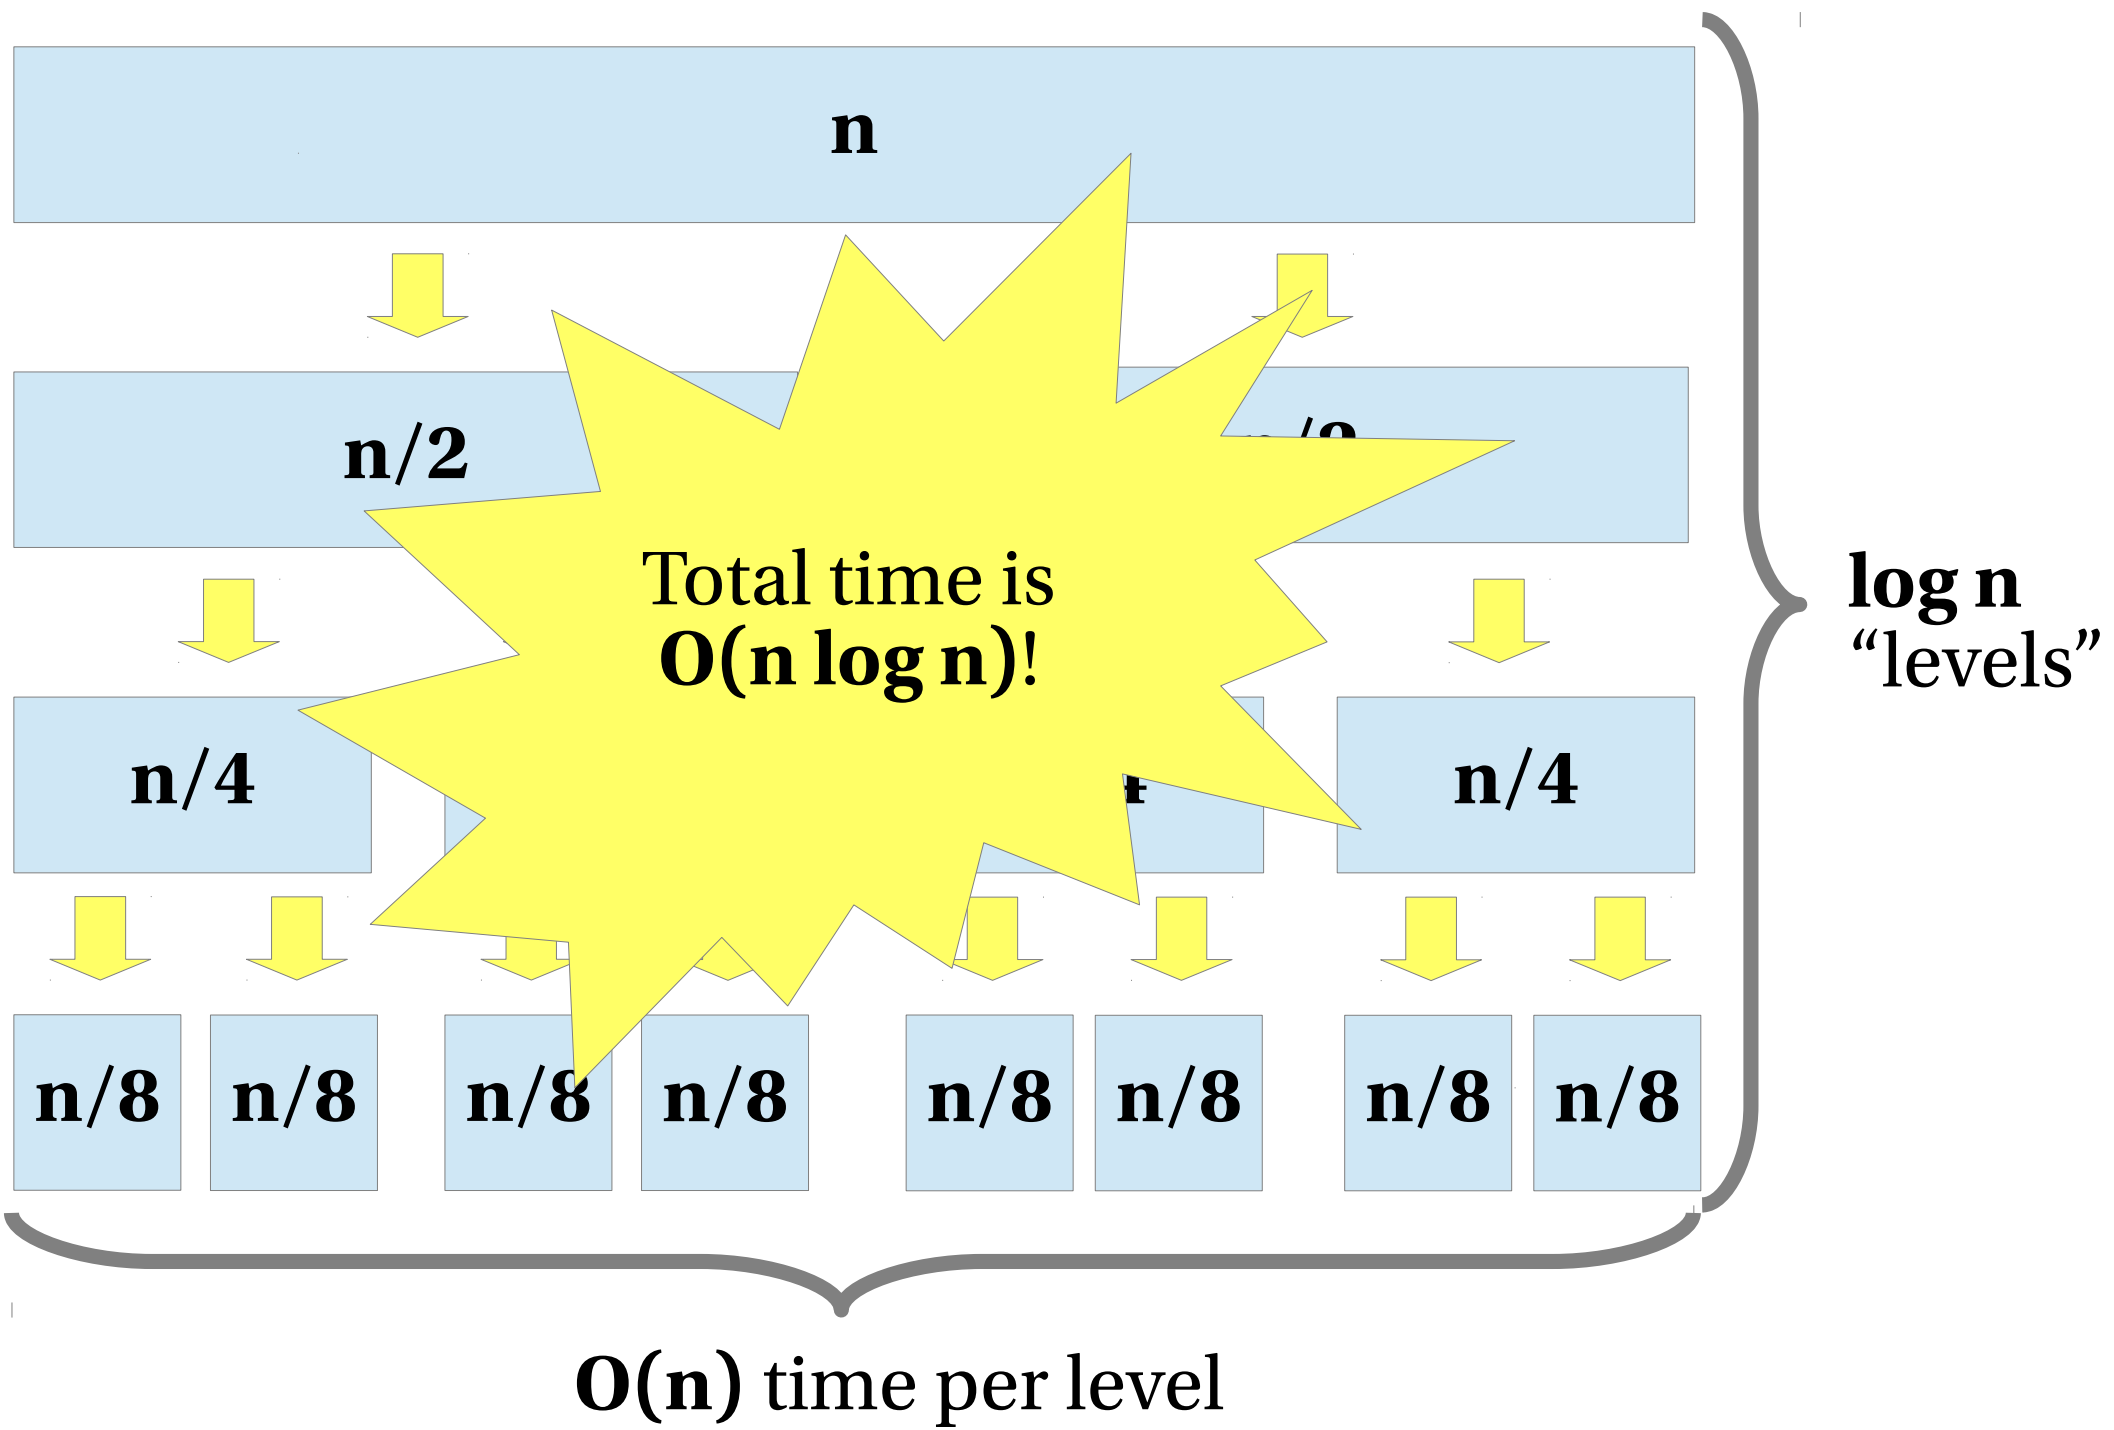 n
n/2
n/2
Total time is
O(n log n)!
log n
“levels”
n/4
n/4
n/8 n/8 n/8 n/8 n/8 n/8 n/8 n/8
O(n) time per level